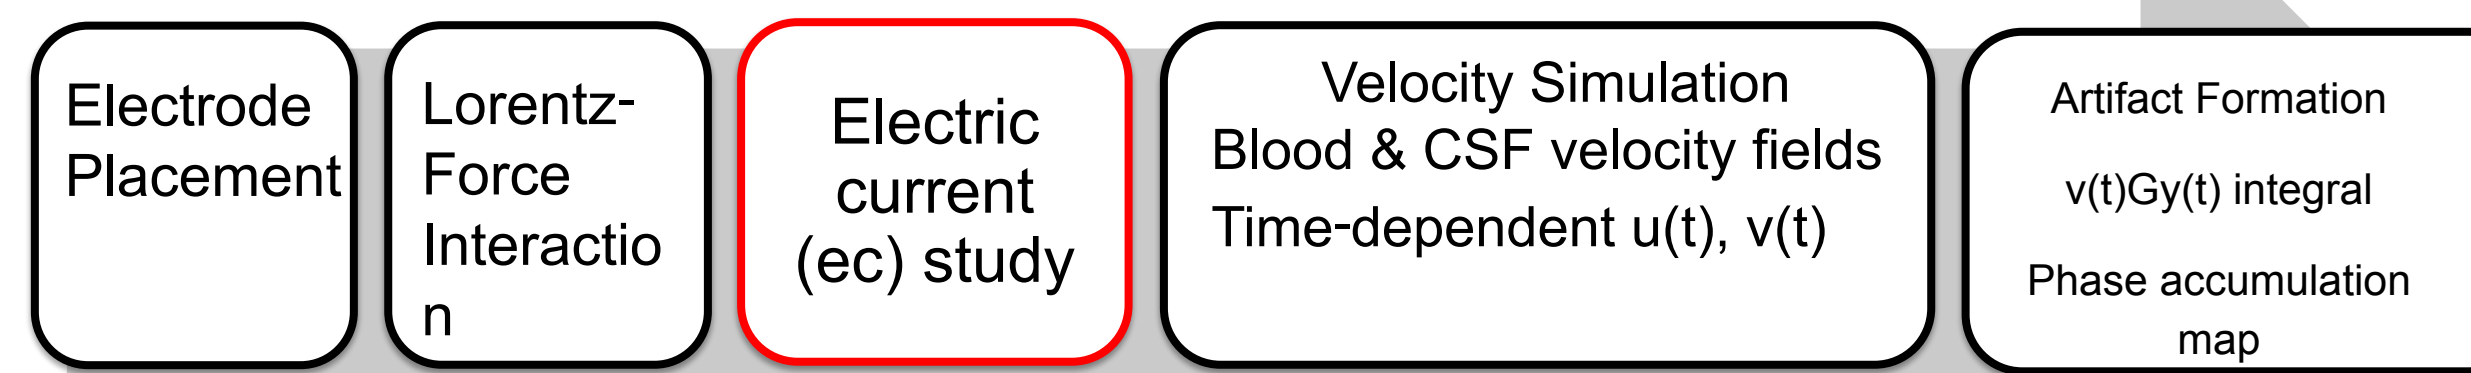 Electrode
Placement
Lorentz-
Force
Interactio
n
Electric
current
(ec) study
Velocity Simulation
Blood & CSF velocity fields
Time-dependent u(t), v(t)
Artifact Formation
v(t)Gy(t) integral
Phase accumulation
map